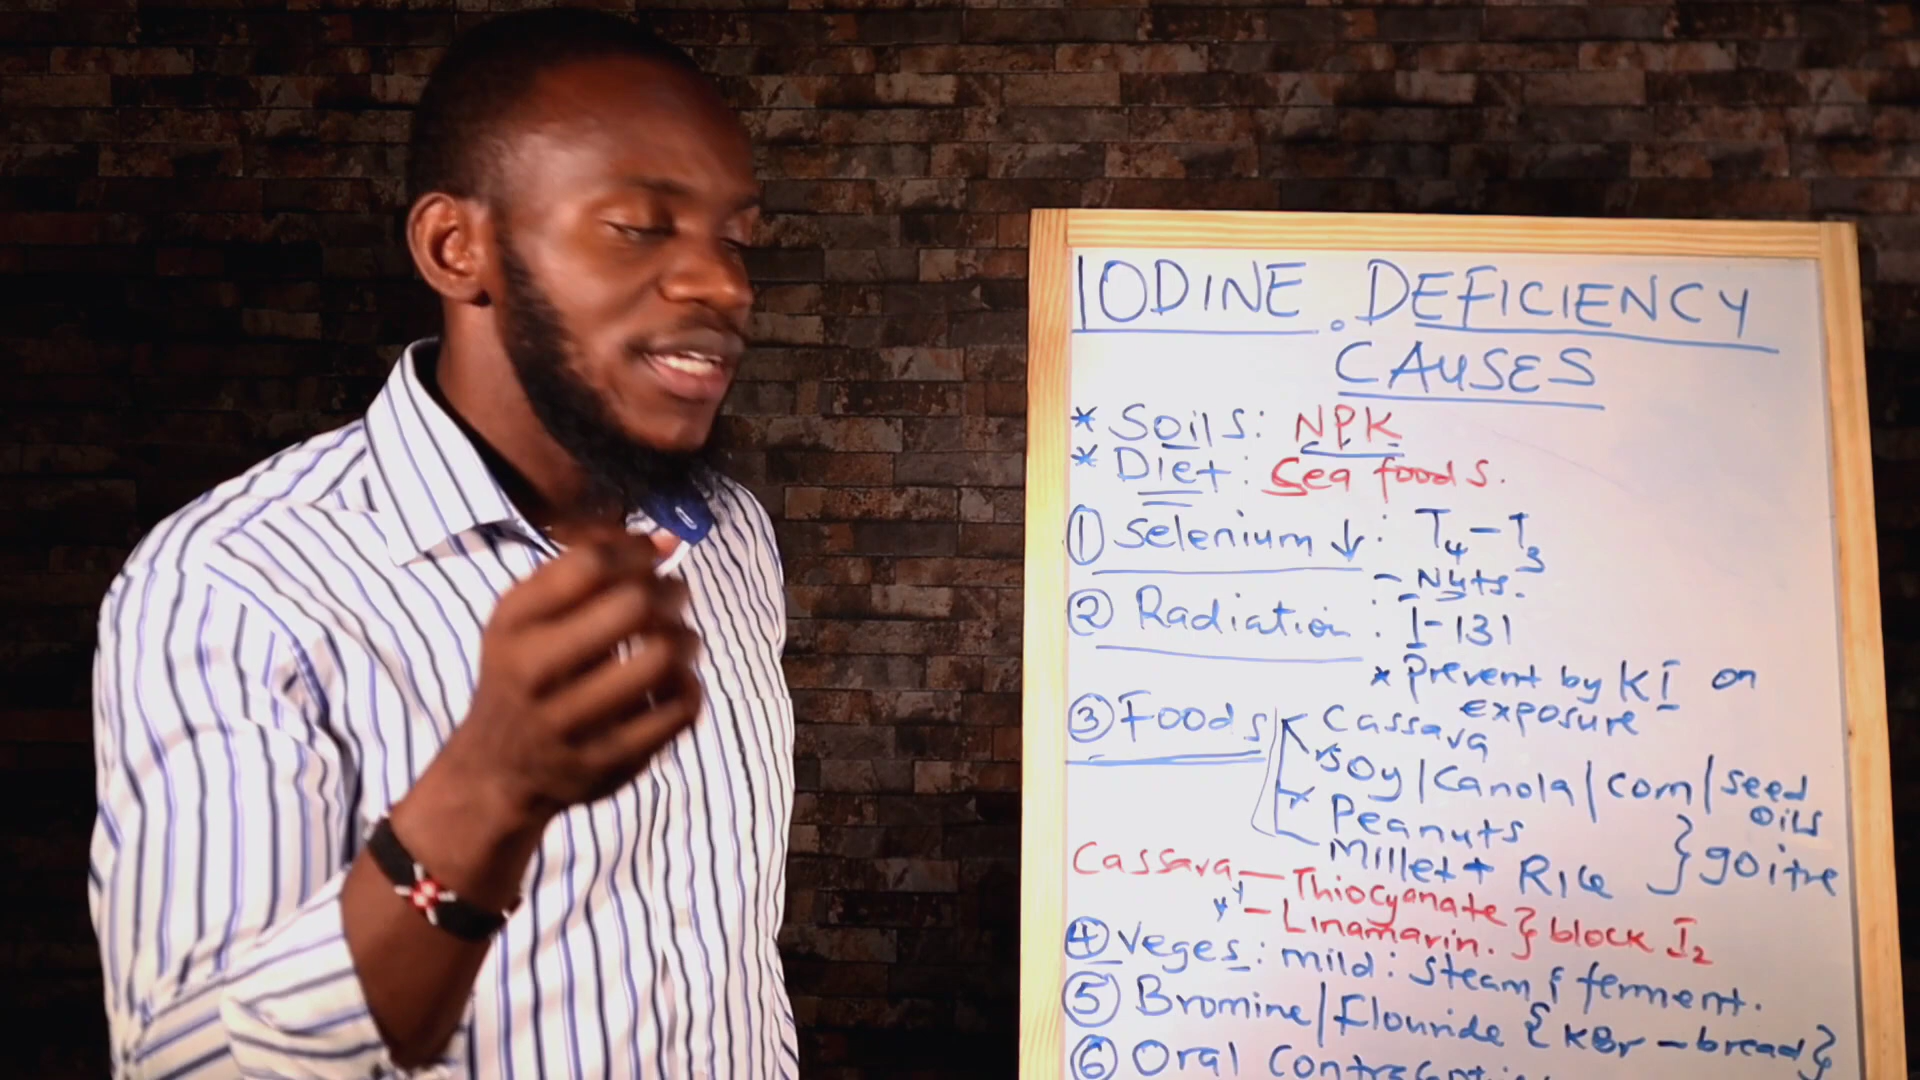 IODINE . DEFICIENCY
CAUSES
* Soils: NPK
* Diet: Sea foods.
① Selenium ↓ : T4 – T3
– Nuts.
② Radiation : I-131
* Prevent by KI on
exposure
③ Foods Cassava
* Soy/Canola/Corn/seed
oils
* Peanuts
Millet + Rice } goitre
Cassava — Thiocyanate
– Linamarin. } block I2
④ Veges: mild: Steam & ferment.
⑤ Bromine/Flouride { KBr – bread }
⑥ Oral